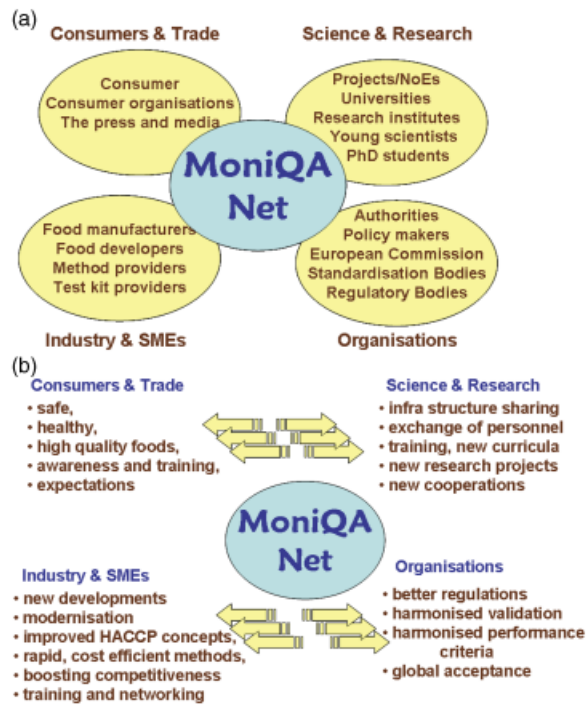 (a)
Consumers & Trade
Science & Research
Consumer
Consumer organisations
The press and media
Projects/NoEs
Universities
Research institutes
Young scientists
PhD students
MoniQA
Net
Food manufacturers
Food developers
Method providers
Test kit providers
Authorities
Policy makers
European Commission
Standardisation Bodies
Regulatory Bodies
Industry & SMEs
Organisations
(b)
Consumers & Trade
• safe,
• healthy,
• high quality foods,
• awareness and training,
• expectations
Science & Research
• infra structure sharing
• exchange of personnel
• training, new curricula
• new research projects
• new cooperations
MoniQA
Net
Industry & SMEs
• new developments
• modernisation
• improved HACCP concepts,
• rapid, cost efficient methods,
• boosting competitiveness
• training and networking
Organisations
• better regulations
• harmonised validation
• harmonised performance
criteria
• global acceptance